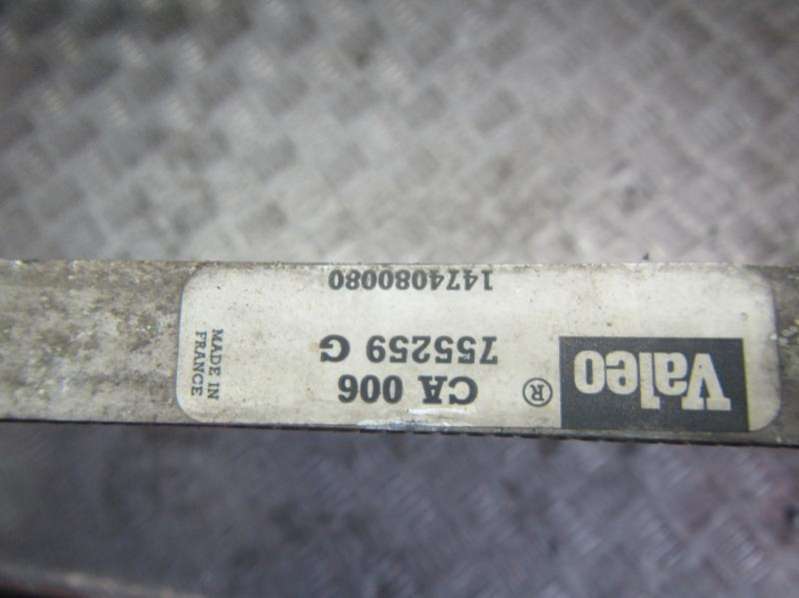 Valeo ® CA 006
755259 G
1474080080
MADE IN
FRANCE